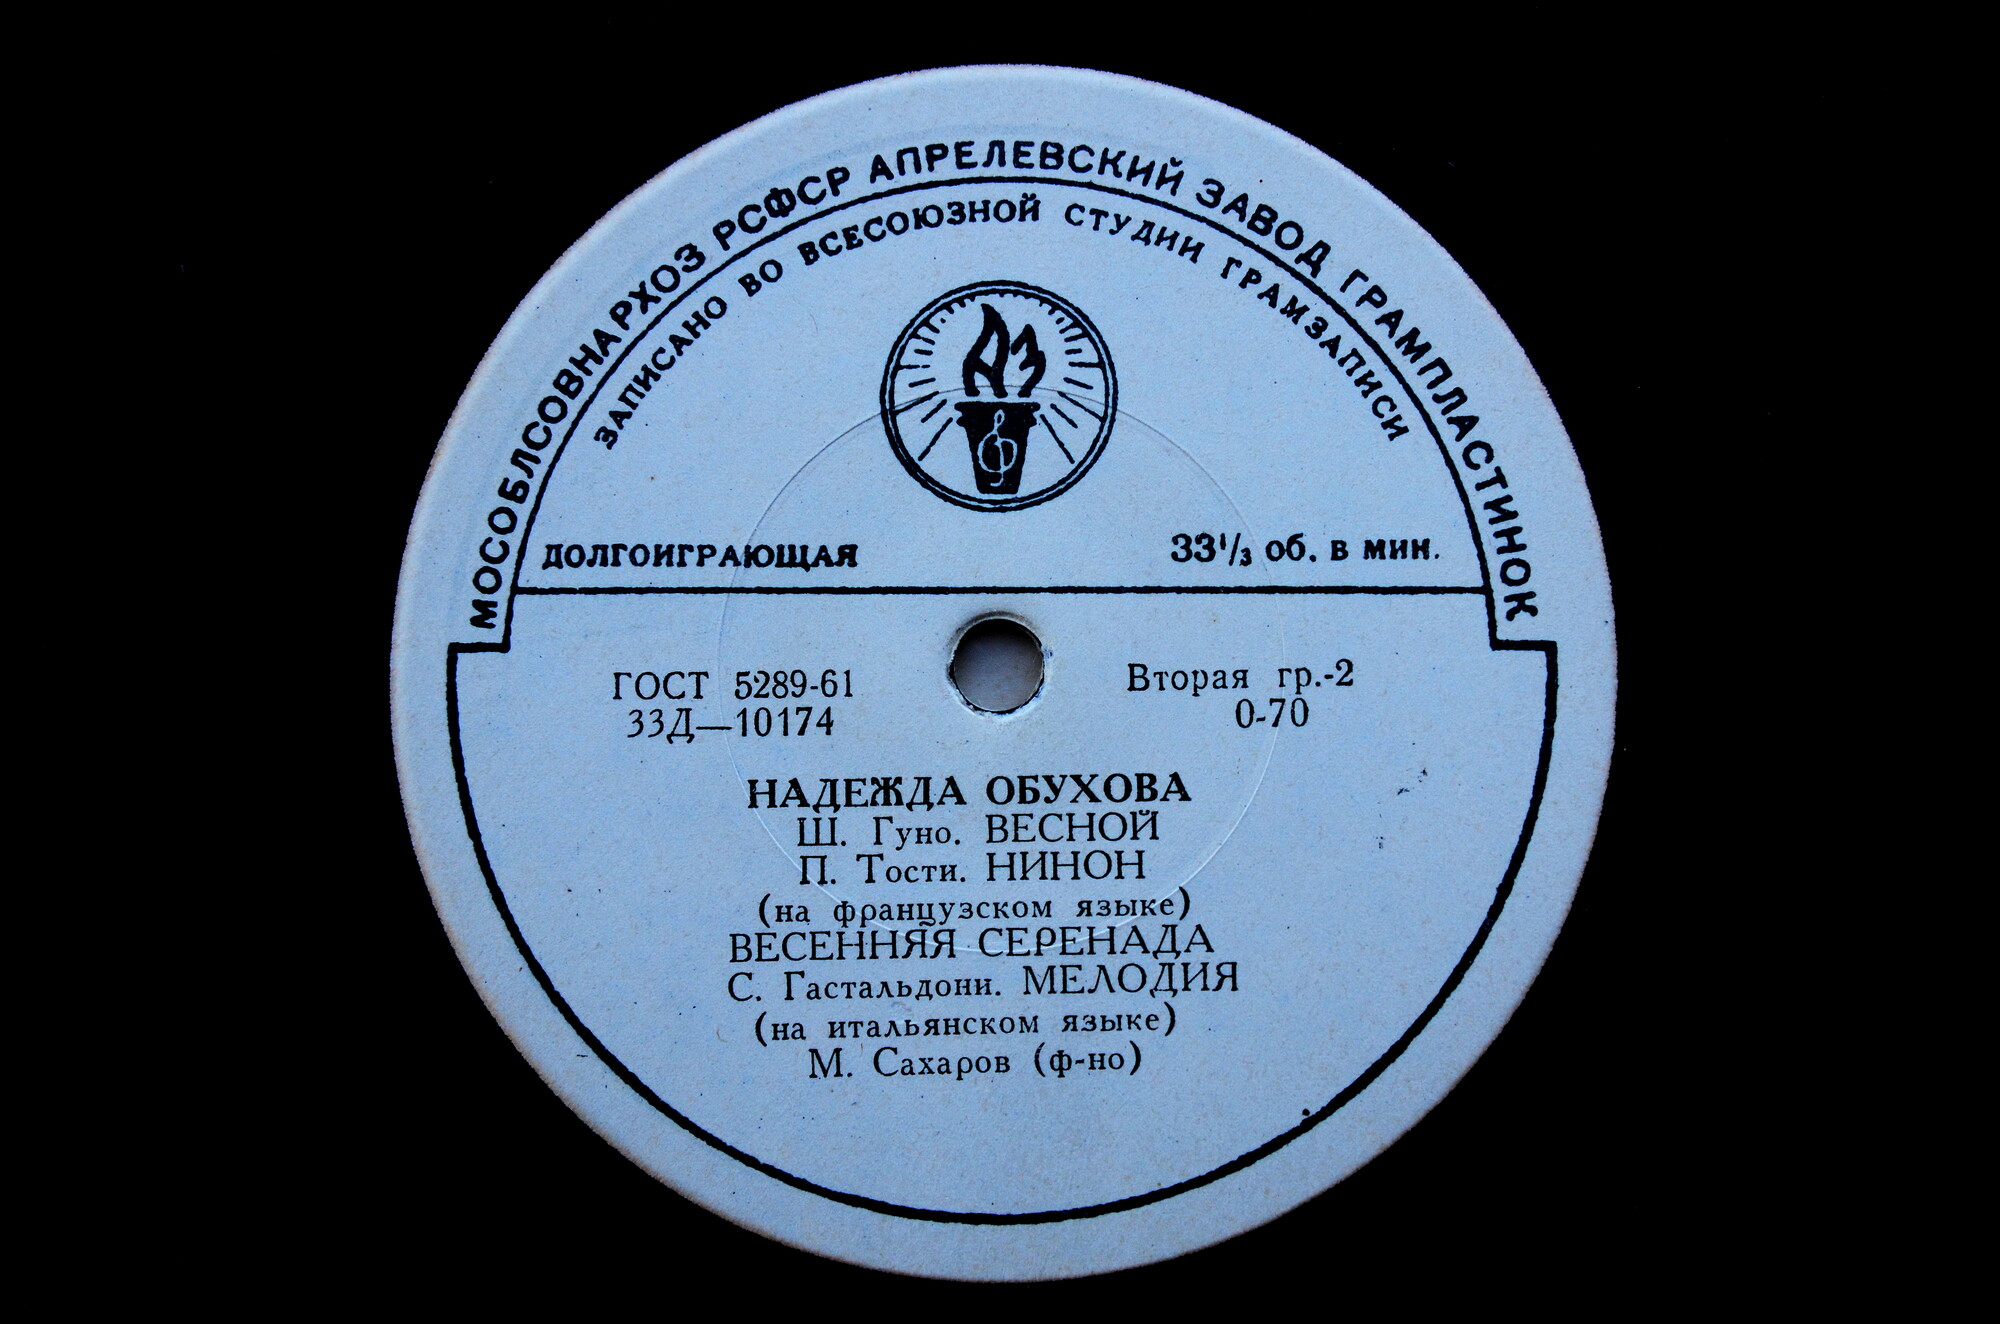 МОСОБЛСОВНАРХОЗ РСФСР АПРЕЛЕВСКИЙ ЗАВОД ГРАМПЛАСТИНОК
ЗАПИСАНО ВО ВСЕСОЮЗНОЙ СТУДИИ ГРАМЗАПИСИ
АЗ
ДОЛГОИГРАЮЩАЯ 33⅓ об. в мин.
ГОСТ 5289-61 Вторая гр.-2
33Д—10174 0-70
НАДЕЖДА ОБУХОВА
Ш. Гуно. ВЕСНОЙ
П. Тости. НИНОН
(на французском языке)
ВЕСЕННЯЯ СЕРЕНАДА
С. Гастальдони. МЕЛОДИЯ
(на итальянском языке)
М. Сахаров (ф-но)